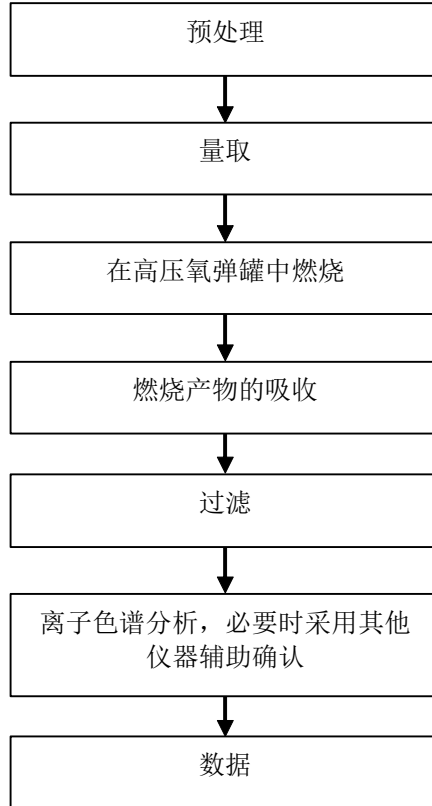 预处理
量取
在高压氧弹罐中燃烧
燃烧产物的吸收
过滤
离子色谱分析，必要时采用其他
仪器辅助确认
数据